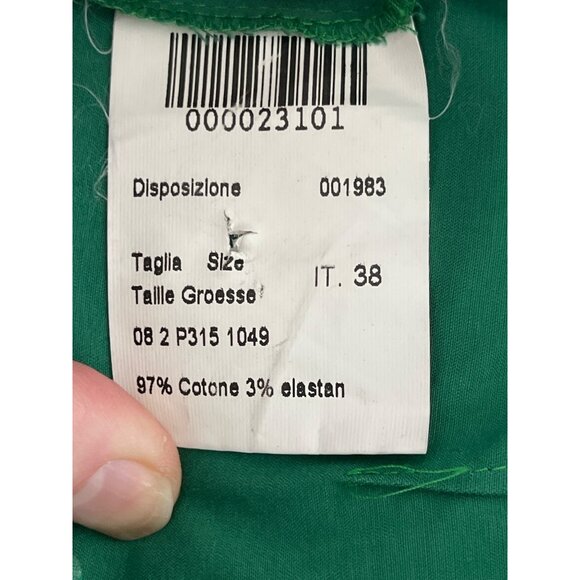 000023101
Disposizione 001983
Taglia Size
IT. 38
Taille Groesse
08 2 P315 1049
97% Cotone 3% elastan